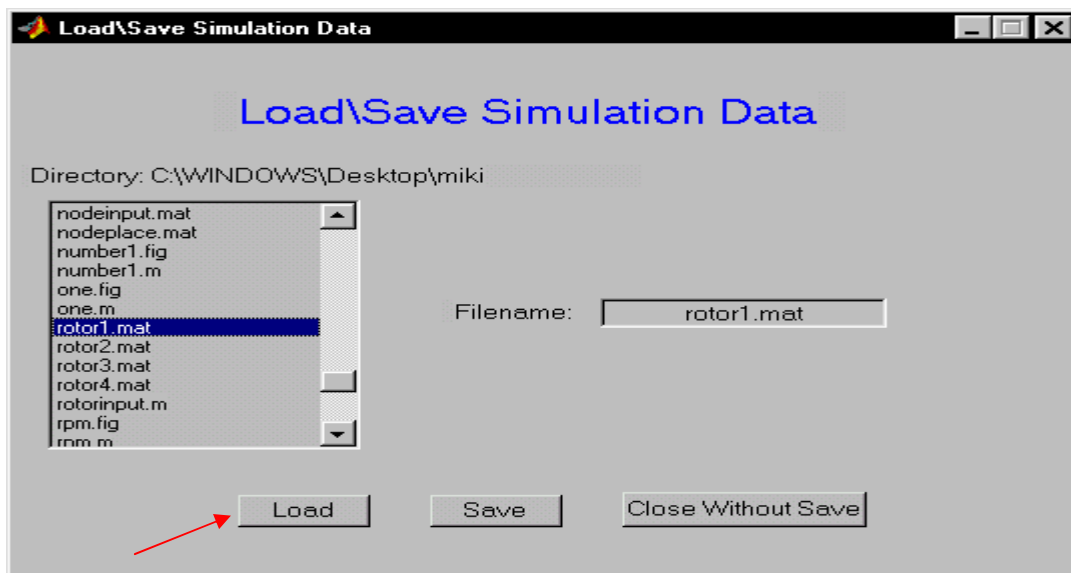 Load\Save Simulation Data
Load\Save Simulation Data
Directory: C:\WINDOWS\Desktop\miki
nodeinput.mat
nodeplace.mat
number1.fig
number1.m
one.fig
one.m
rotor1.mat
rotor2.mat
rotor3.mat
rotor4.mat
rotorinput.m
rpm.fig
rpm.m
Filename: rotor1.mat
Load Save Close Without Save